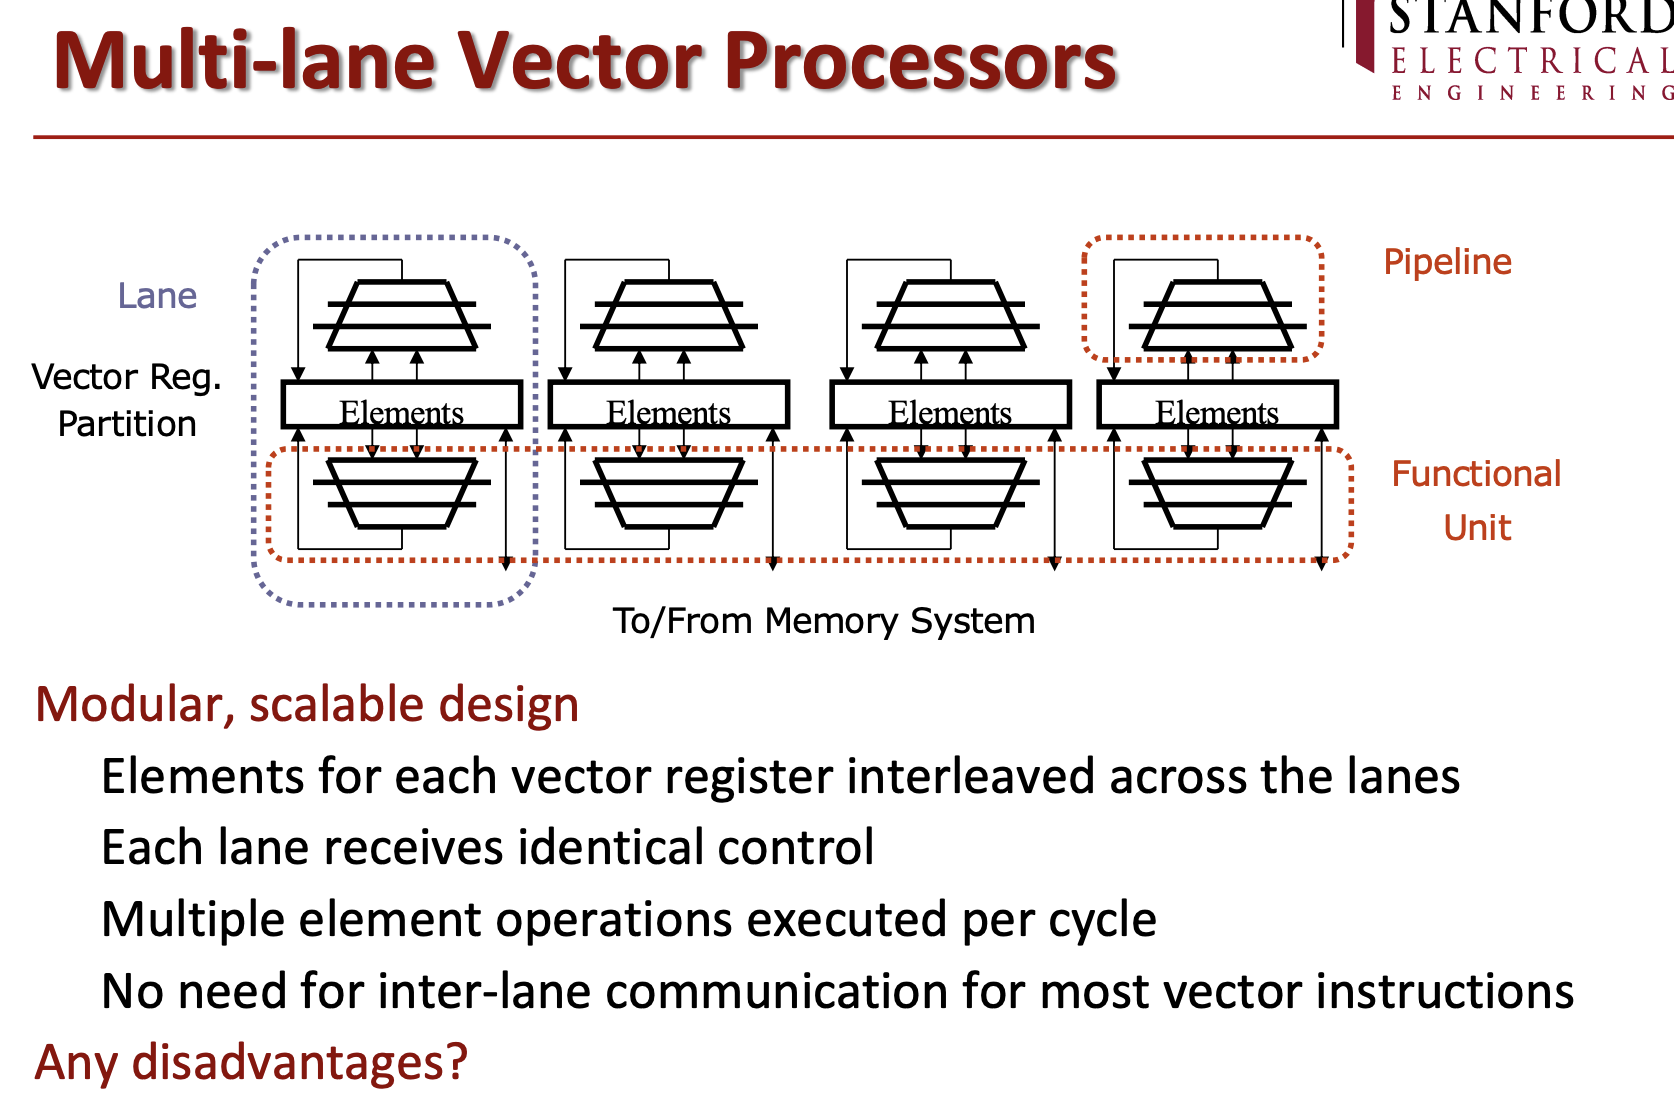 Multi-lane Vector Processors
STANFORD
ELECTRICAL
ENGINEERING
Lane
Pipeline
Vector Reg.
Partition
Elements
Elements
Elements
Elements
Functional
Unit
To/From Memory System
Modular, scalable design
Elements for each vector register interleaved across the lanes
Each lane receives identical control
Multiple element operations executed per cycle
No need for inter-lane communication for most vector instructions
Any disadvantages?